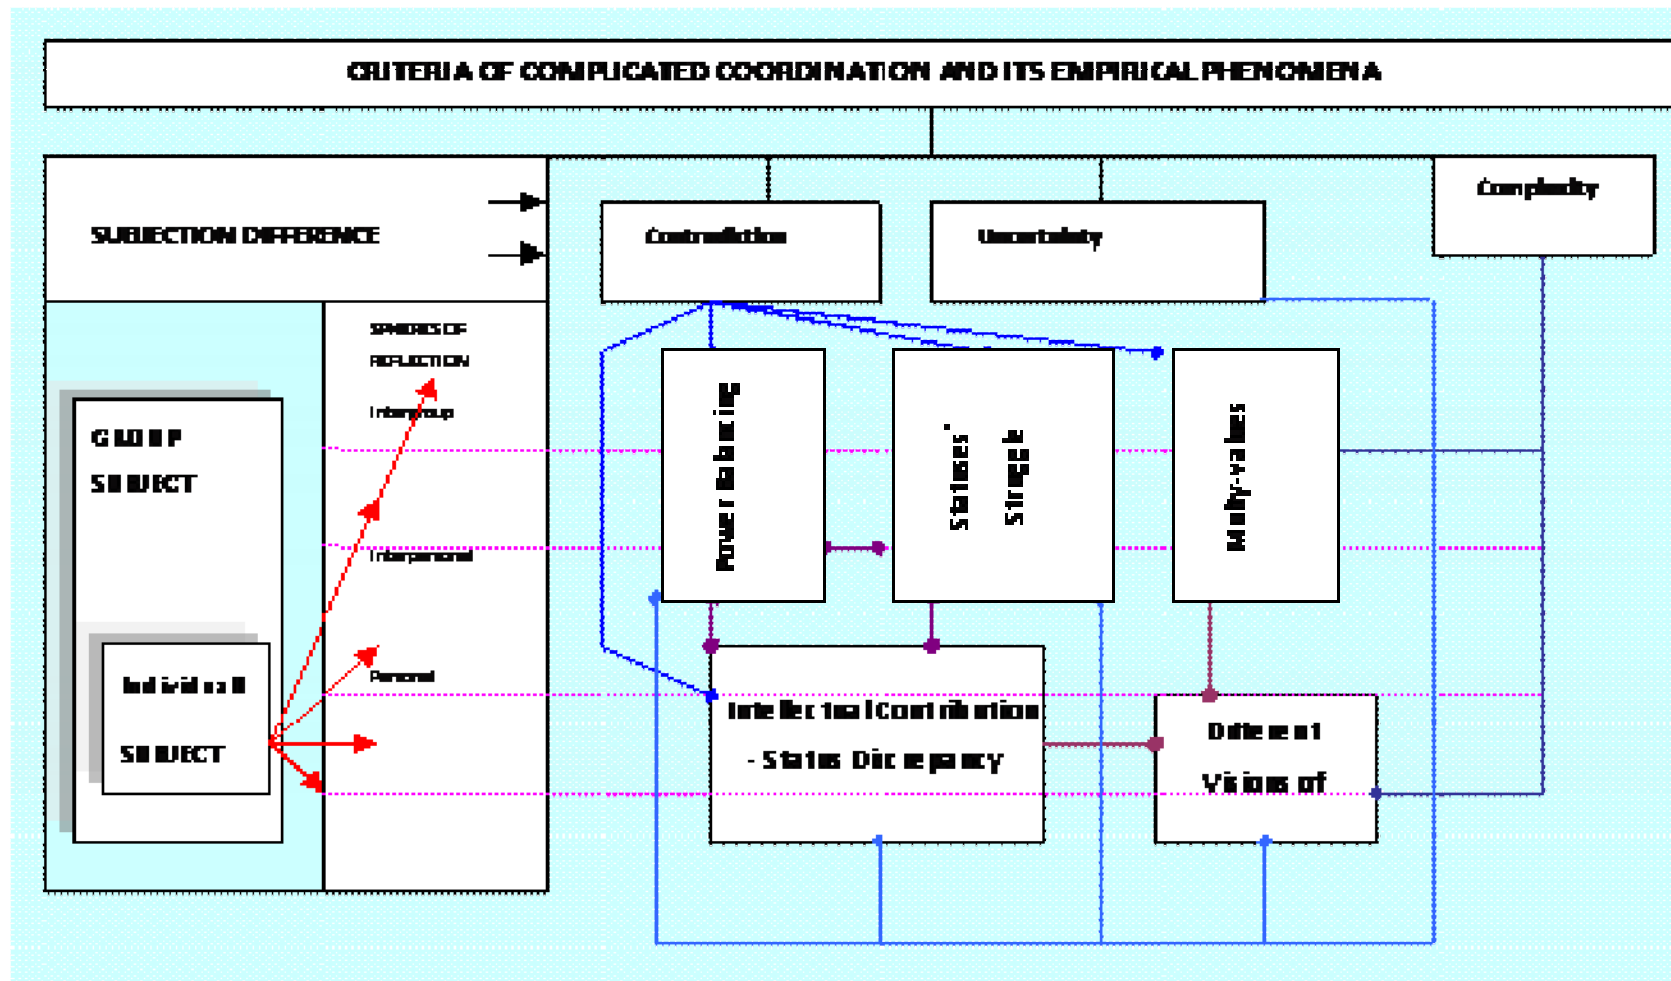 CRITERIA OF COMPLICATED COORDINATION AND ITS EMPIRICAL PHENOMENA
Complexity
SUBJECTION DIFFERENCE
Contradiction
Uncertainty
SPHERES OF
REFLECTION
Intergroup
GROUP
SUBJECT
Power Balancing
Statuses'
Struggle
Multy-values
Interpersonal
Personal
Individual
SUBJECT
Intellectual Contribution
- Status Discrepancy
Different
Visions of